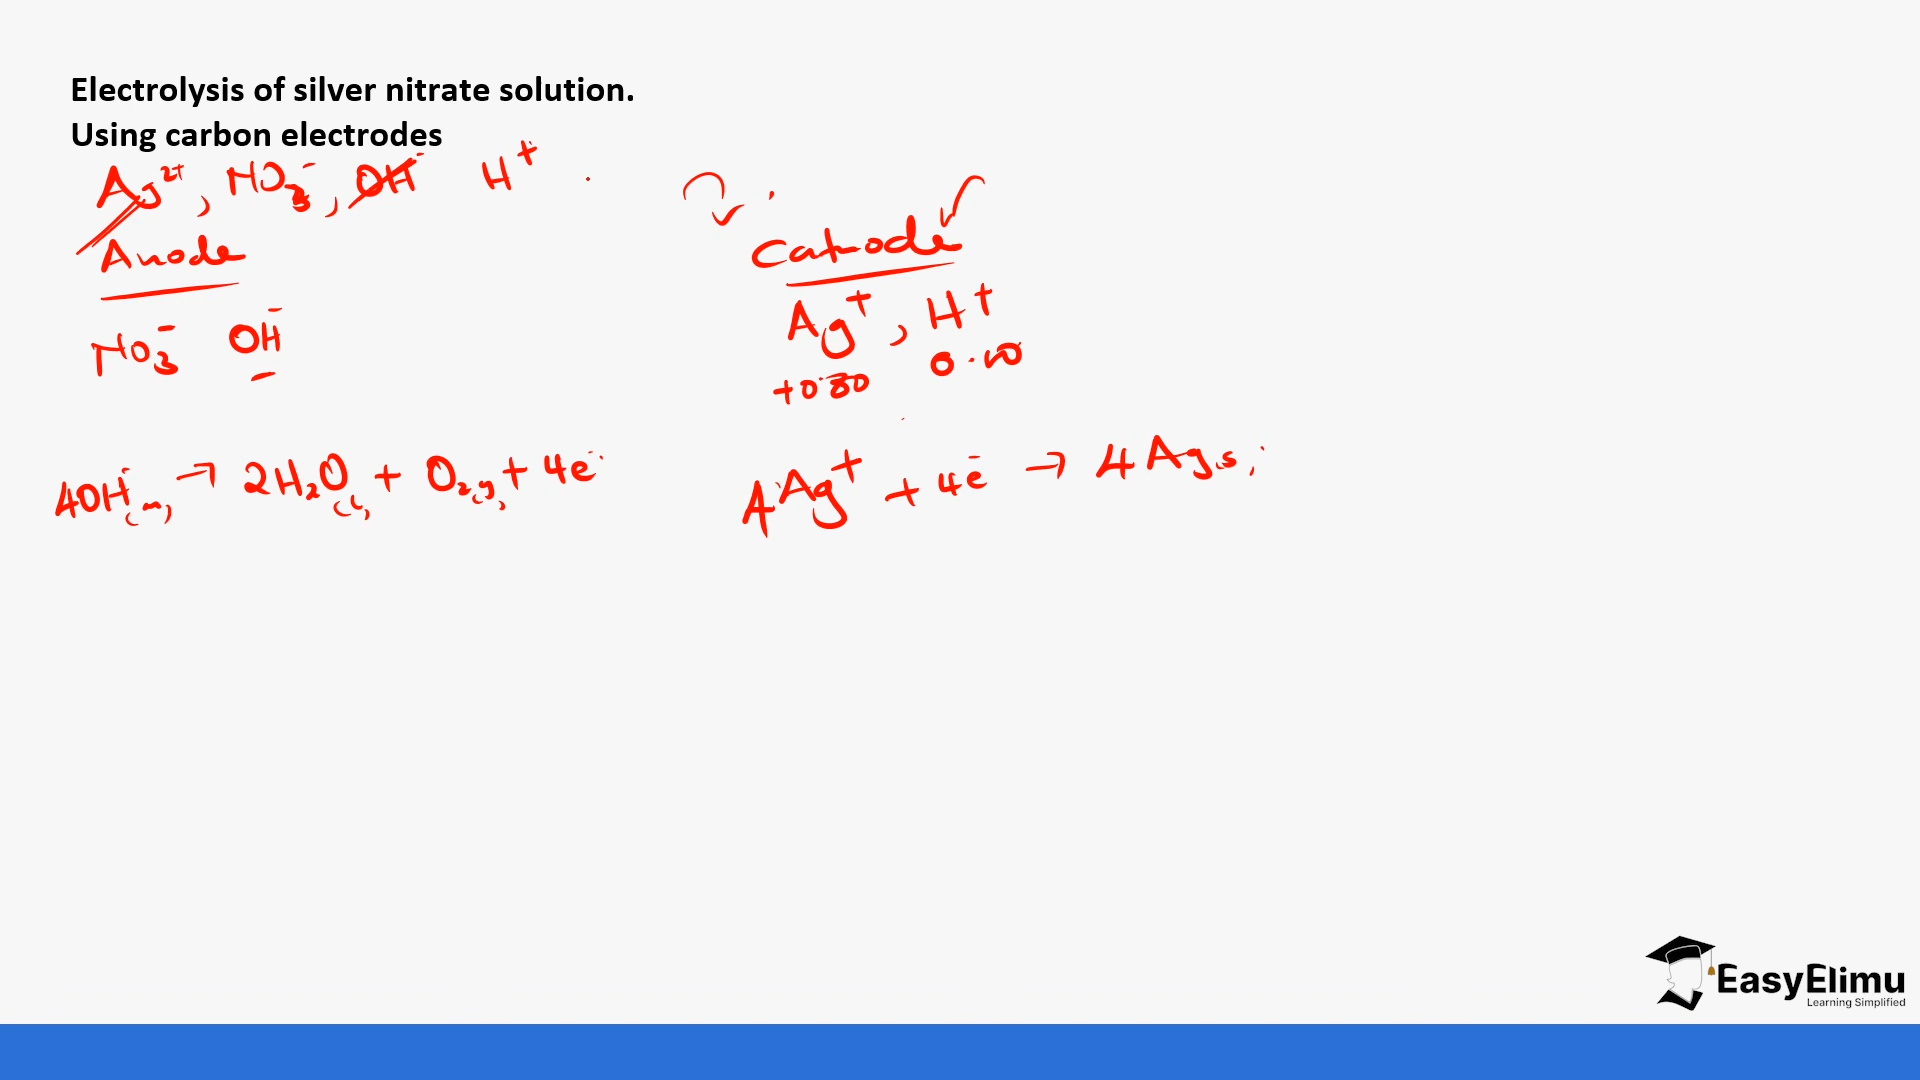 Electrolysis of silver nitrate solution.
Using carbon electrodes
Ag²⁺, NO₃⁻, OH⁻ H⁺
Anode
Cathode
NO₃⁻ OH⁻
Ag⁺, H⁺
+0.80 0.00
4OH⁻(aq) → 2H₂O(l) + O₂(g) + 4e⁻
4Ag⁺ + 4e⁻ → 4Ag(s)
EasyElimu
Learning Simplified